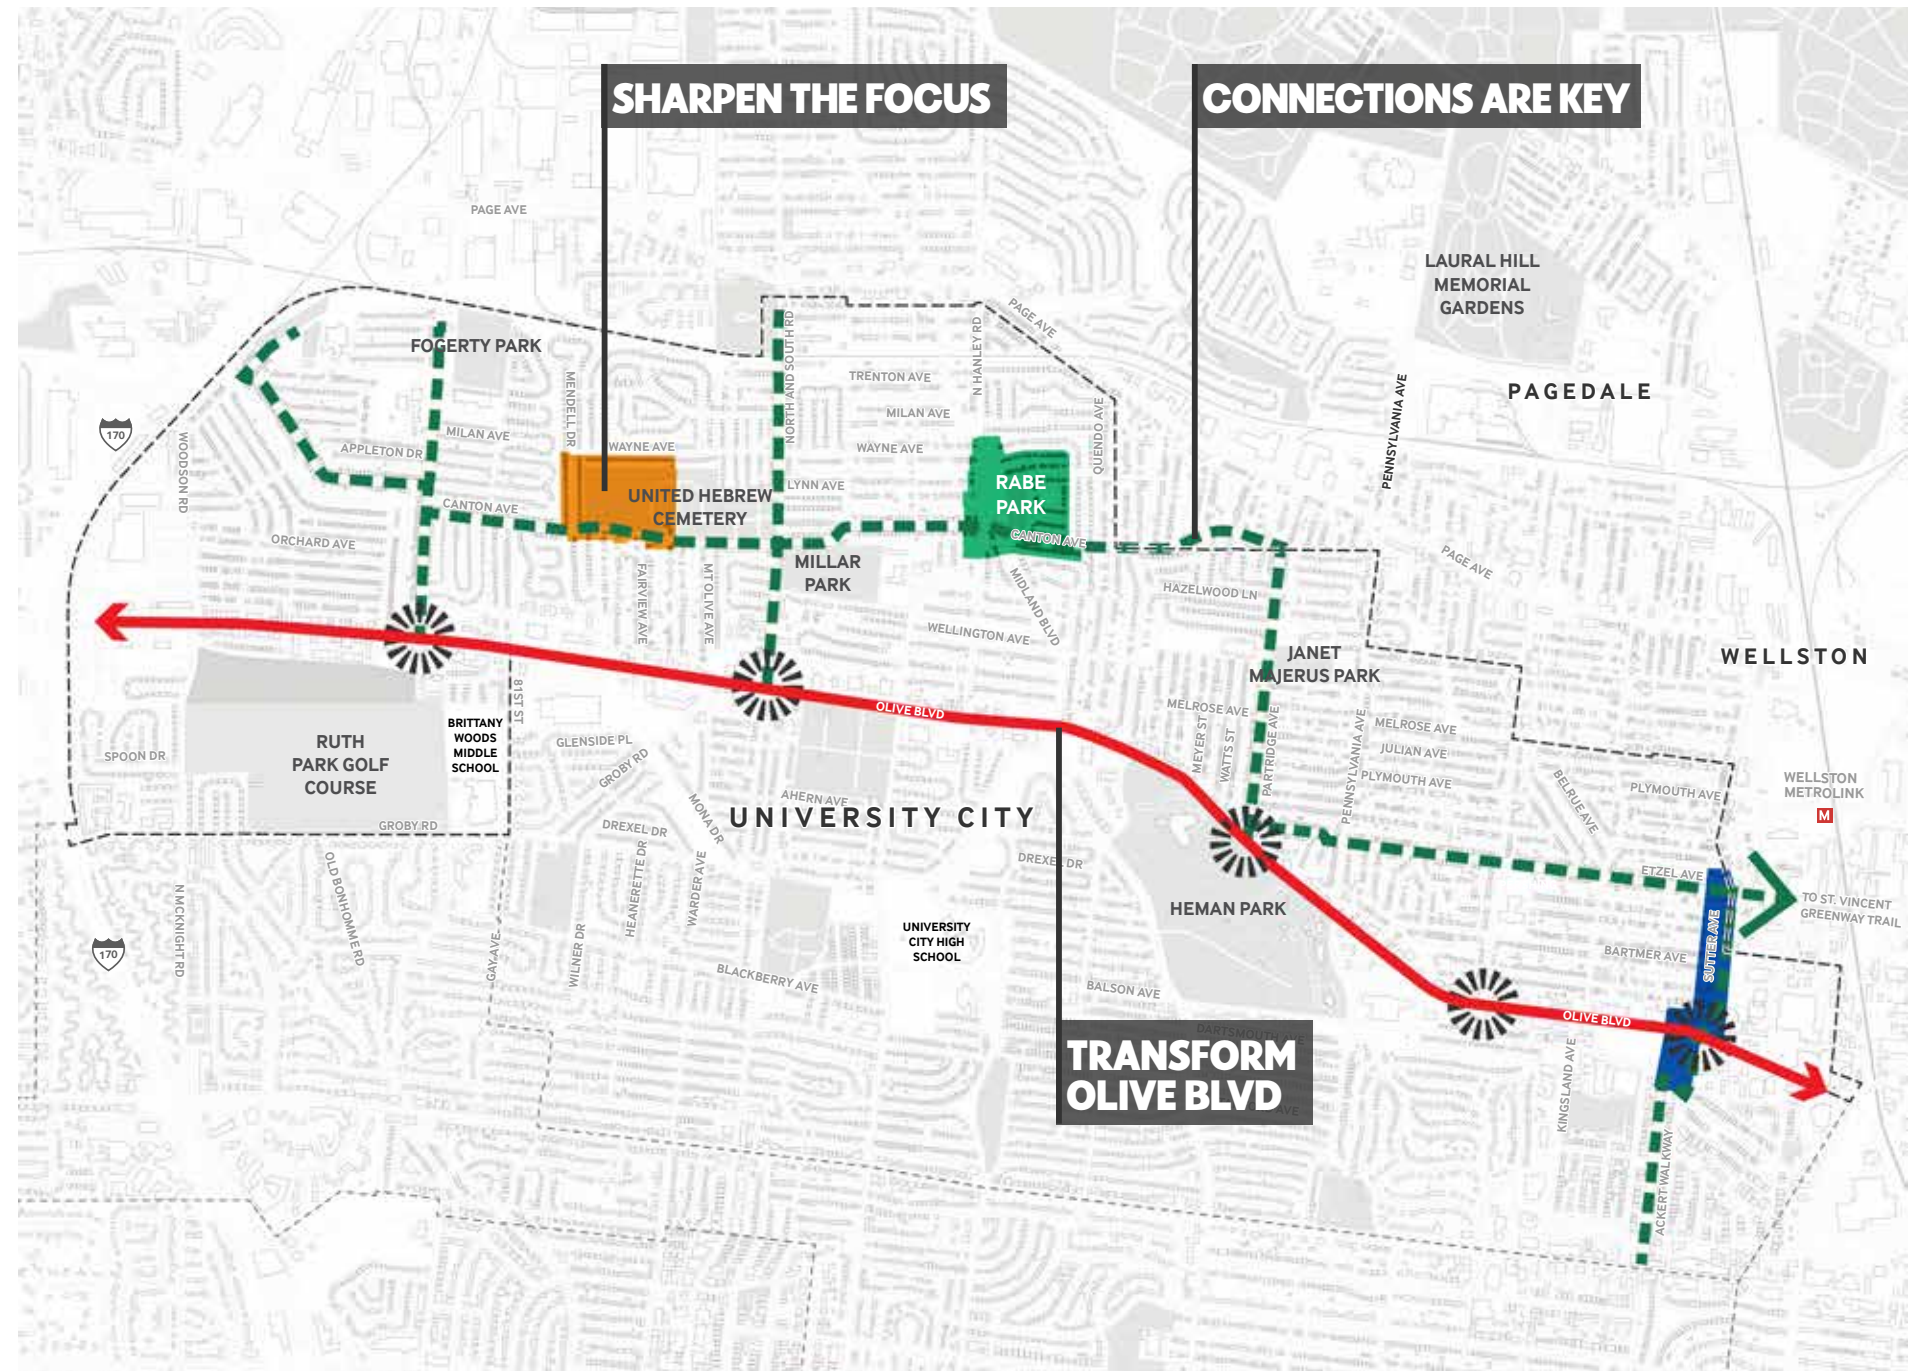 SHARPEN THE FOCUS
CONNECTIONS ARE KEY
PAGE AVE
LAURAL HILL
MEMORIAL
GARDENS
PAGE AVE
FOGERTY PARK
NORTH AND SOUTH RD
N HANLEY RD
TRENTON AVE
MENDELL DR
PENNSYLVANIA AVE
PAGEDALE
170
WOODSON RD
MILAN AVE
MILAN AVE
QUENDO AVE
APPLETON DR
WAYNE AVE
WAYNE AVE
LYNN AVE
RABE
PARK
UNITED HEBREW
CEMETERY
CANTON AVE
CANTON AVE
ORCHARD AVE
MILLAR
PARK
PAGE AVE
FAIRVIEW AVE
MT OLIVE AVE
MIDLAND BLVD
HAZELWOOD LN
WELLINGTON AVE
JANET
MAJERUS PARK
WELLSTON
81ST ST
OLIVE BLVD
MELROSE AVE
MEYER ST
WATTS ST
PARTRIDGE AVE
PENNSYLVANIA AVE
MELROSE AVE
JULIAN AVE
PLYMOUTH AVE
BRITTANY
WOODS
MIDDLE
SCHOOL
RUTH
PARK GOLF
COURSE
SPOON DR
GLENSIDE PL
GROBY RD
BELRUE AVE
PLYMOUTH AVE
WELLSTON
METROLINK
M
AHERN AVE
UNIVERSITY CITY
MONA DR
GROBY RD
DREXEL DR
HEANERETTE DR
WARDER AVE
DREXEL DR
OLD BONHOMME RD
N MCKNIGHT RD
ETZEL AVE
TO ST. VINCENT
GREENWAY TRAIL
HEMAN PARK
SUTTER AVE
170
GAY AVE
WILNER DR
UNIVERSITY
CITY HIGH
SCHOOL
BARTMER AVE
BLACKBERRY AVE
BALSON AVE
OLIVE BLVD
DARTSMOUTH AVE
TRANSFORM
OLIVE BLVD
AVE
KINGSLAND AVE
ACKERT WALKWAY